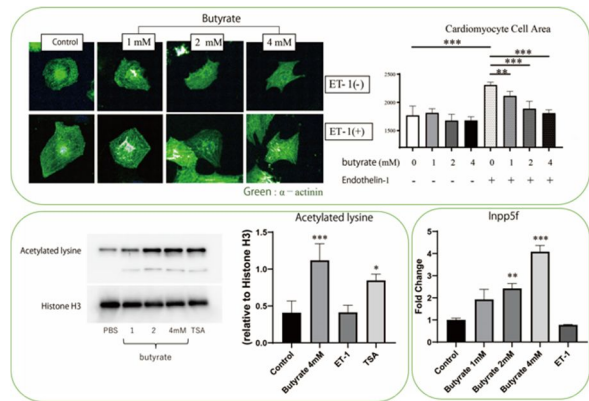 Butyrate
Control
1 mM
2 mM
4 mM
ET- 1(-)
ET-1(+)
Green : α－actinin
Cardiomyocyte Cell Area
***
***
***
**
2500
2000
1500
butyrate (mM) 0 1 2 4 0 1 2 4
Endothelin-1 - - - - + + + +
Acetylated lysine
Histone H3
PBS 1 2 4mM TSA
butyrate
Acetylated lysine
(relative to Histone H3)
1.5
1.0
0.5
0.0
***
*
Control
Butyrate 4mM
ET-1
TSA
Inpp5f
Fold Change
5
4
3
2
1
0
**
***
Control
Butyrate 1mM
Butyrate 2mM
Butyrate 4mM
ET-1